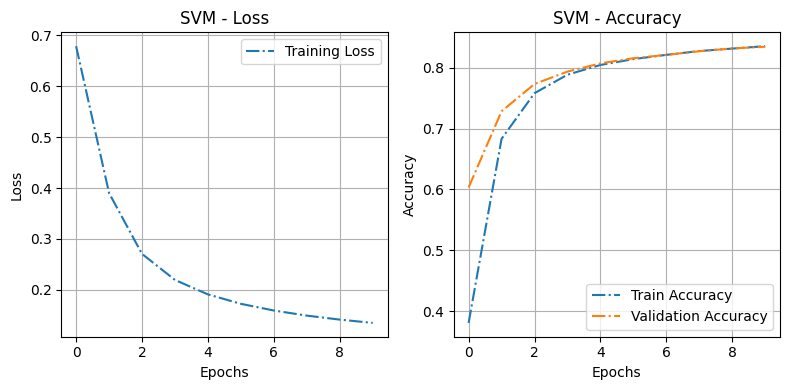 SVM - Loss
Training Loss
0.7
0.6
0.5
0.4
0.3
0.2
Loss
0 2 4 6 8
Epochs
SVM - Accuracy
0.8
0.7
0.6
0.5
0.4
Accuracy
Train Accuracy
Validation Accuracy
0 2 4 6 8
Epochs